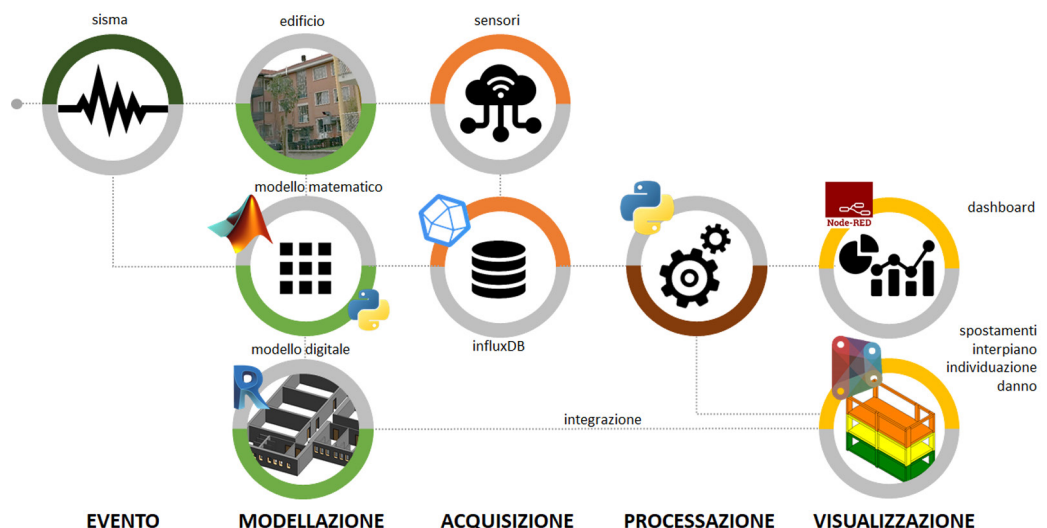 sisma
edificio
sensori
modello matematico
Node-RED
dashboard
modello digitale
influxDB
spostamenti
interpiano
individuazione
danno
R
integrazione
EVENTO
MODELLAZIONE
ACQUISIZIONE
PROCESSAZIONE
VISUALIZZAZIONE